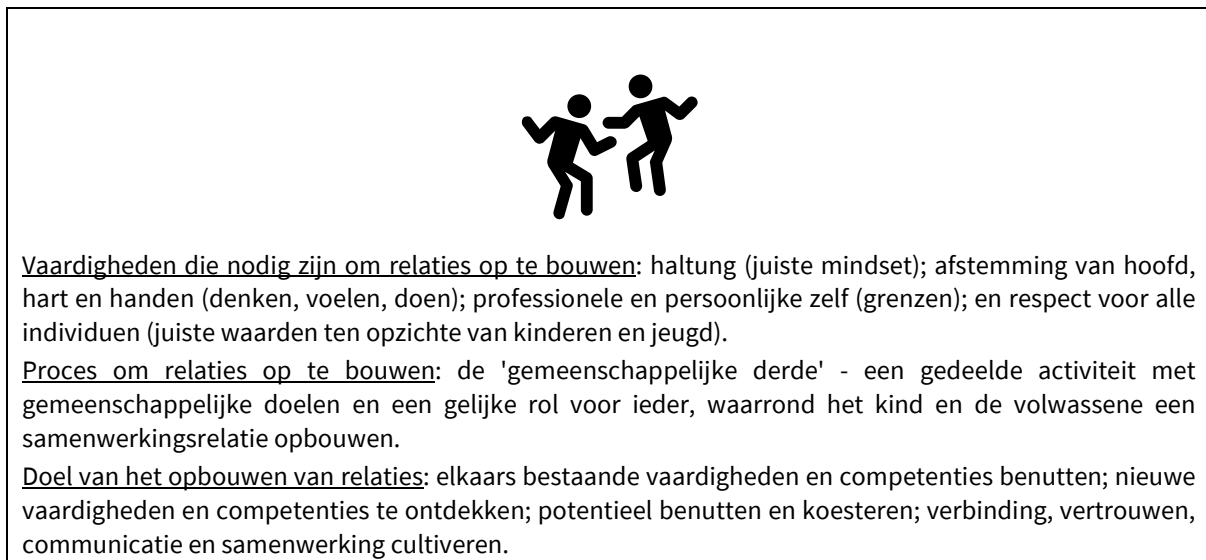 Vaardigheden die nodig zijn om relaties op te bouwen: haltung (juiste mindset); afstemming van hoofd,
hart en handen (denken, voelen, doen); professionele en persoonlijke zelf (grenzen); en respect voor alle
individuen (juiste waarden ten opzichte van kinderen en jeugd).
Proces om relaties op te bouwen: de 'gemeenschappelijke derde' - een gedeelde activiteit met
gemeenschappelijke doelen en een gelijke rol voor ieder, waarrond het kind en de volwassene een
samenwerkingsrelatie opbouwen.
Doel van het opbouwen van relaties: elkaars bestaande vaardigheden en competenties benutten; nieuwe
vaardigheden en competenties te ontdekken; potentieel benutten en koesteren; verbinding, vertrouwen,
communicatie en samenwerking cultiveren.